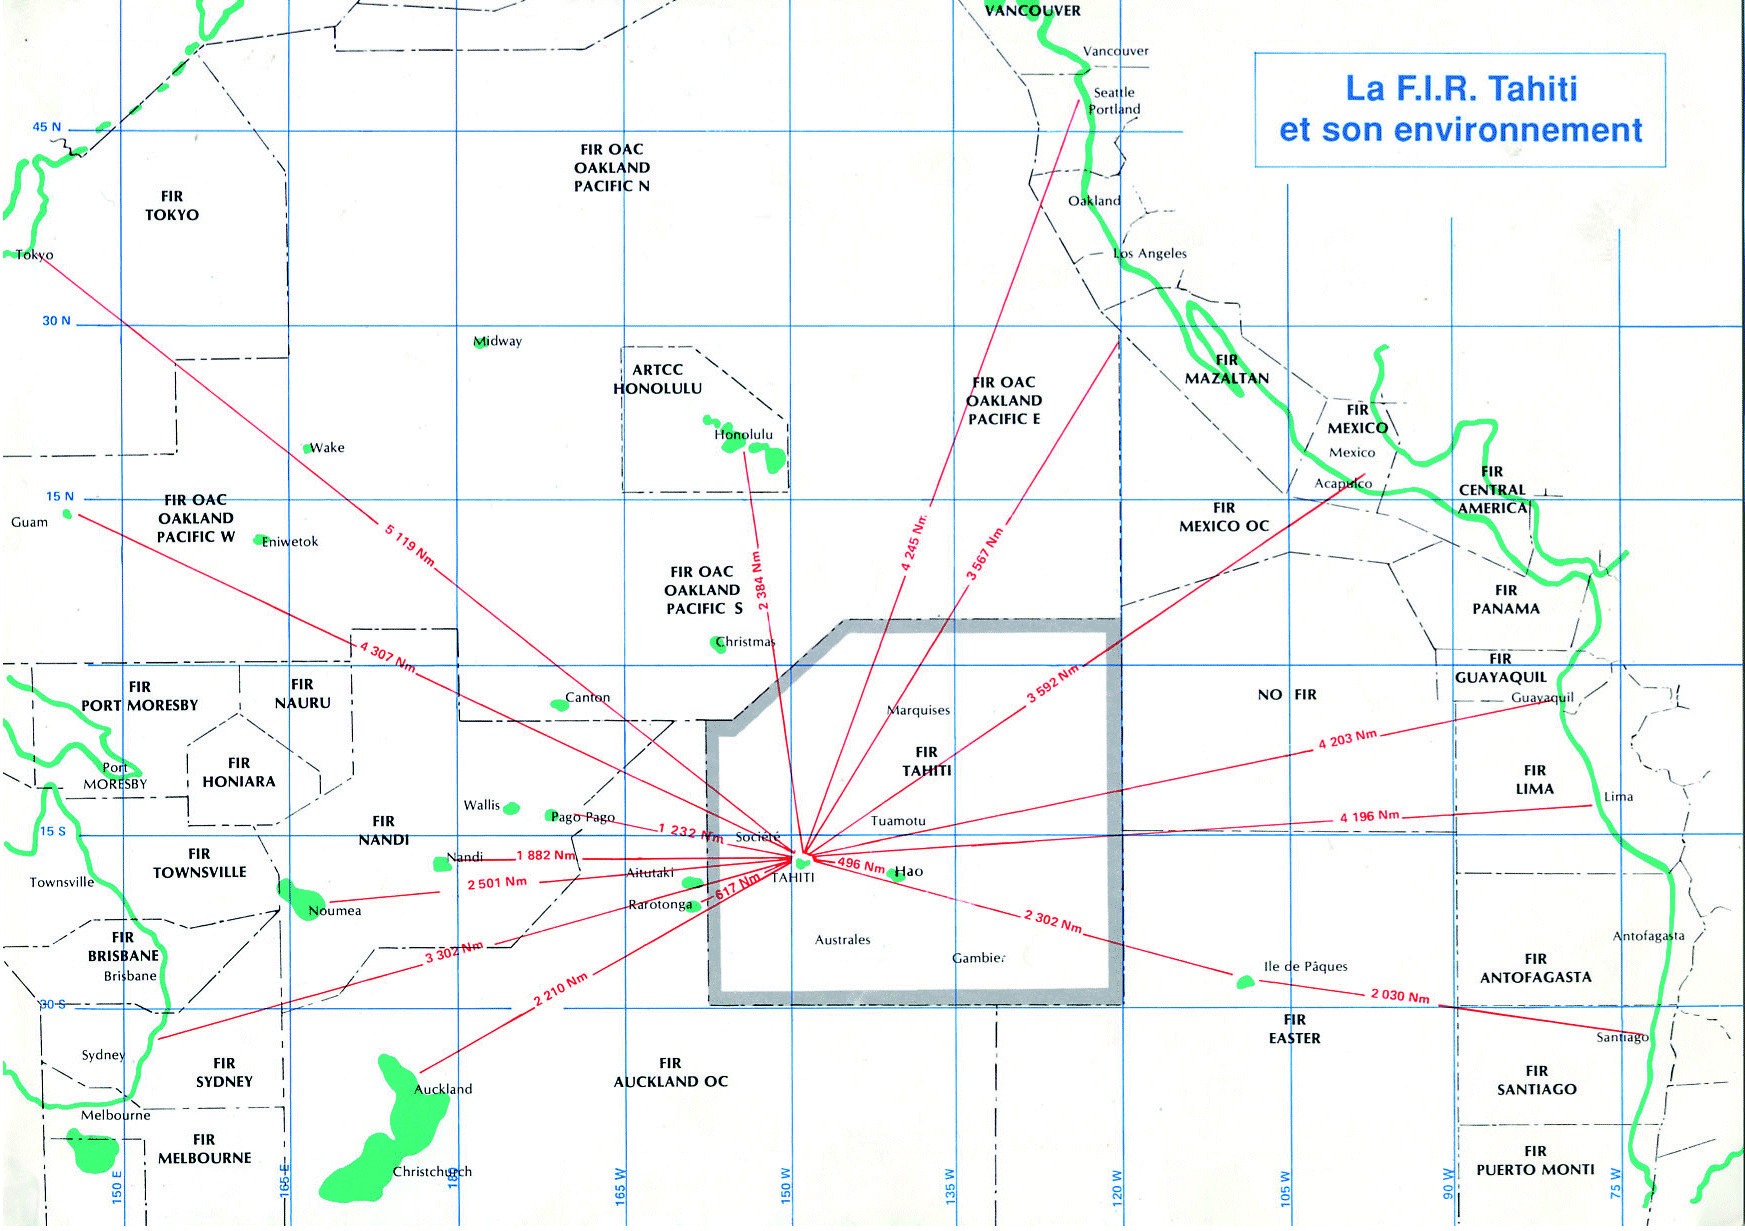 VANCOUVER
Vancouver
La F.I.R. Tahiti
et son environnement
Seattle
Portland
45 N
FIR OAC
OAKLAND
PACIFIC N
FIR
TOKYO
Oakland
Tokyo
Los Angeles
30 N
Midway
ARTCC
HONOLULU
FIR OAC
OAKLAND
PACIFIC E
FIR
MAZALTAN
FIR
MEXICO
Mexico
Honolulu
Wake
Acapulco
FIR
CENTRAL
AMERICA
15 N
FIR OAC
OAKLAND
PACIFIC W
Guam
Eniwetok
FIR
MEXICO OC
5 119 Nm
2 384 Nm
4 245 Nm
3 567 Nm
FIR OAC
OAKLAND
PACIFIC S
FIR
PANAMA
Christmas
4 307 Nm
3 592 Nm
FIR
PORT MORESBY
FIR
NAURU
Canton
Marquises
NO FIR
FIR
GUAYAQUIL
Guayaquil
4 203 Nm
FIR
HONIARA
FIR
TAHITI
Port
MORESBY
FIR
LIMA
Lima
Wallis
Pago Pago
1 232 Nm
Société
Tuamotu
4 196 Nm
15 S
FIR
NANDI
FIR
TOWNSVILLE
Nandi
1 882 Nm
2 501 Nm
Aitutaki
TAHITI
496 Nm
Hao
617 Nm
Townsville
Noumea
Rarotonga
2 302 Nm
FIR
BRISBANE
Brisbane
3 302 Nm
Australes
Gambier
Antofagasta
Ile de Pâques
FIR
ANTOFAGASTA
2 210 Nm
2 030 Nm
30 S
FIR
EASTER
Santiago
Sydney
FIR
SYDNEY
FIR
AUCKLAND OC
FIR
SANTIAGO
Auckland
Melbourne
FIR
MELBOURNE
Christchurch
FIR
PUERTO MONTI
150 E
165 E
180
165 W
150 W
135 W
120 W
105 W
90 W
75 W